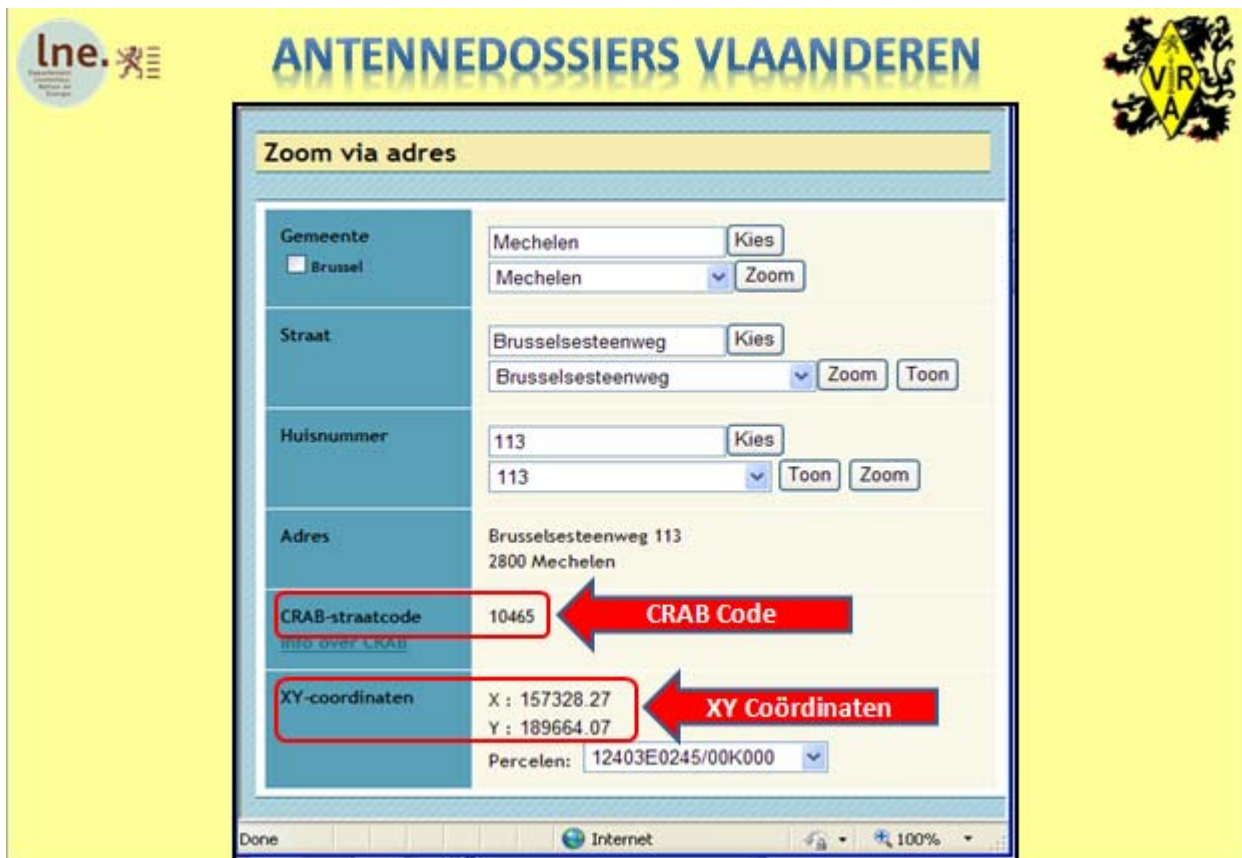 lne.
ANTENNEDOSSIERS VLAANDEREN
V R
A
Zoom via adres
Gemeente
Mechelen Kies
Brussel
Mechelen Zoom
Straat
Brusselsesteenweg Kies
Brusselsesteenweg Zoom Toon
Huisnummer
113 Kies
113 Toon Zoom
Adres
Brusselsesteenweg 113
2800 Mechelen
CRAB-straatcode 10465 CRAB Code
Info over CRAB
XY-coordinaten X : 157328.27 XY Coördinaten
Y : 189664.07
Percelen: 12403E0245/00K000
Done Internet 100%